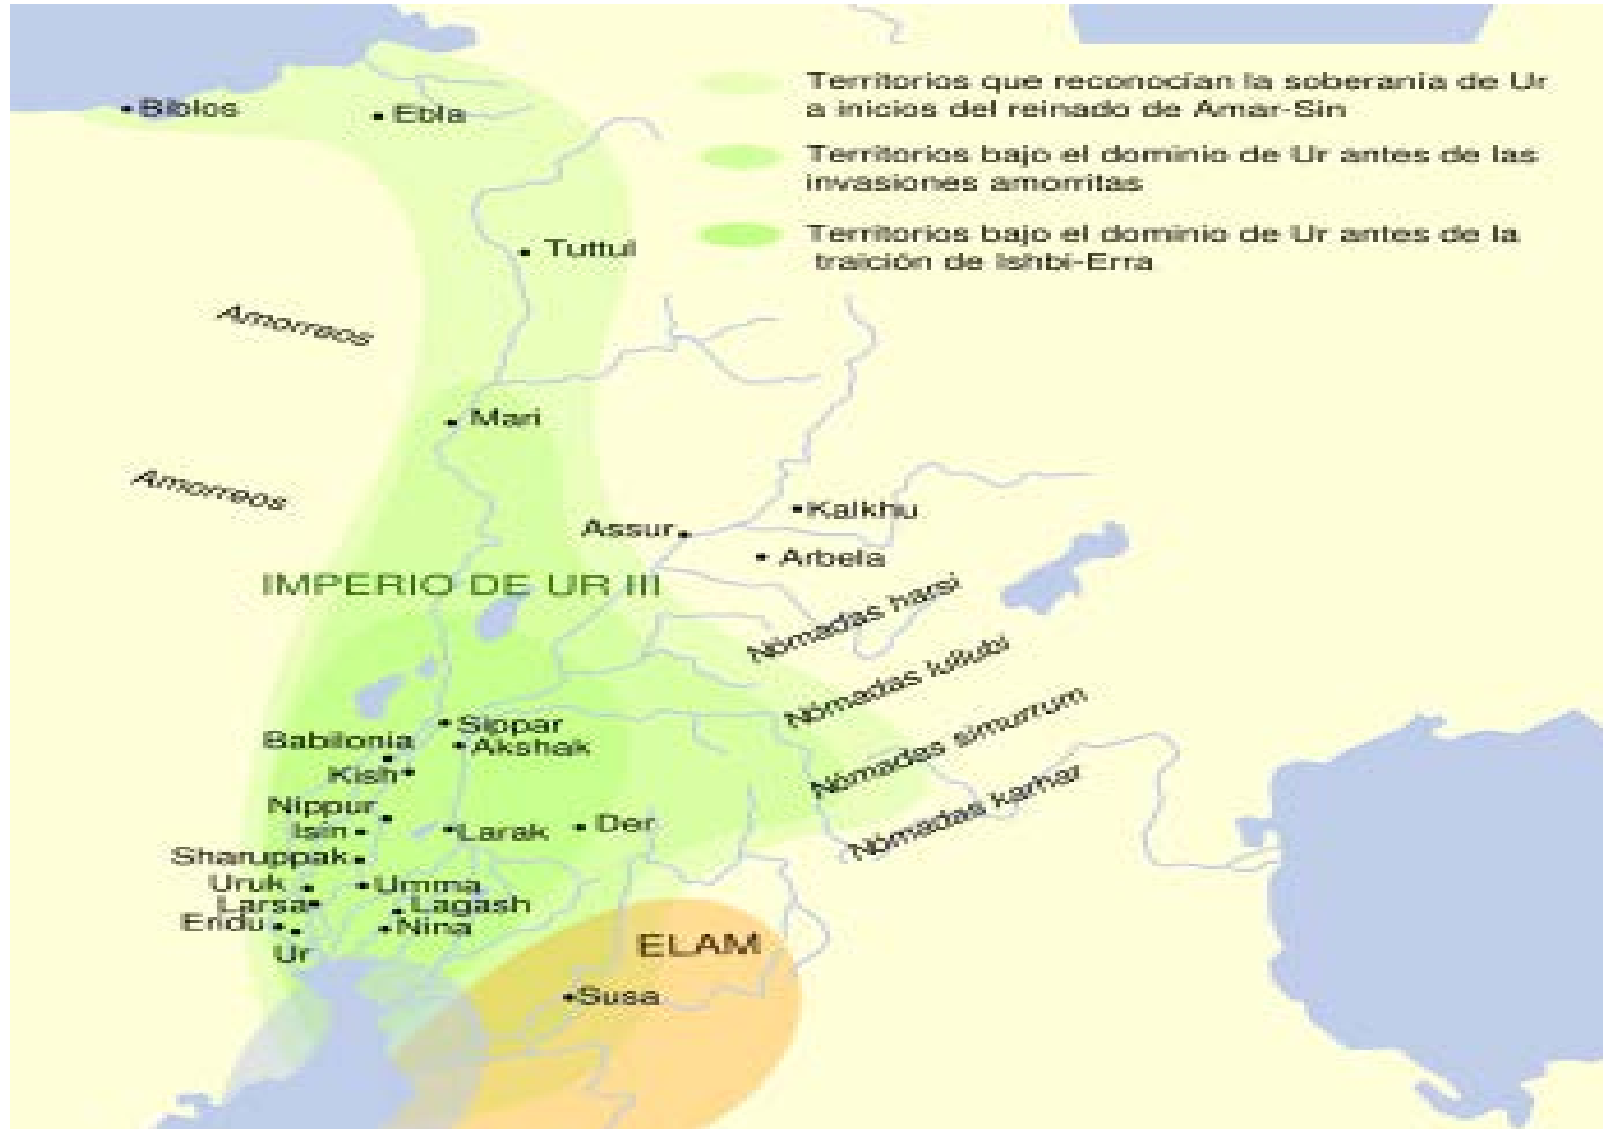 Territorios que reconocían la soberanía de Ur
a inicios del reinado de Amar-Sin
Territorios bajo el dominio de Ur antes de las
invasiones amorritas
Territorios bajo el dominio de Ur antes de la
traición de Ishbi-Erra
Biblos
Ebla
Tuttul
Amorreos
Mari
Amorreos
Kalkhu
Assur
Arbela
IMPERIO DE UR III
Nómadas harsi
Nómadas lullubi
Nómadas simurrum
Nómadas karhar
Sippar
Babilonia
Akshak
Kish
Nippur
Isin
Larak
Der
Sharuppak
Uruk
Umma
Larsa
Lagash
Eridu
Nina
Ur
ELAM
Susa